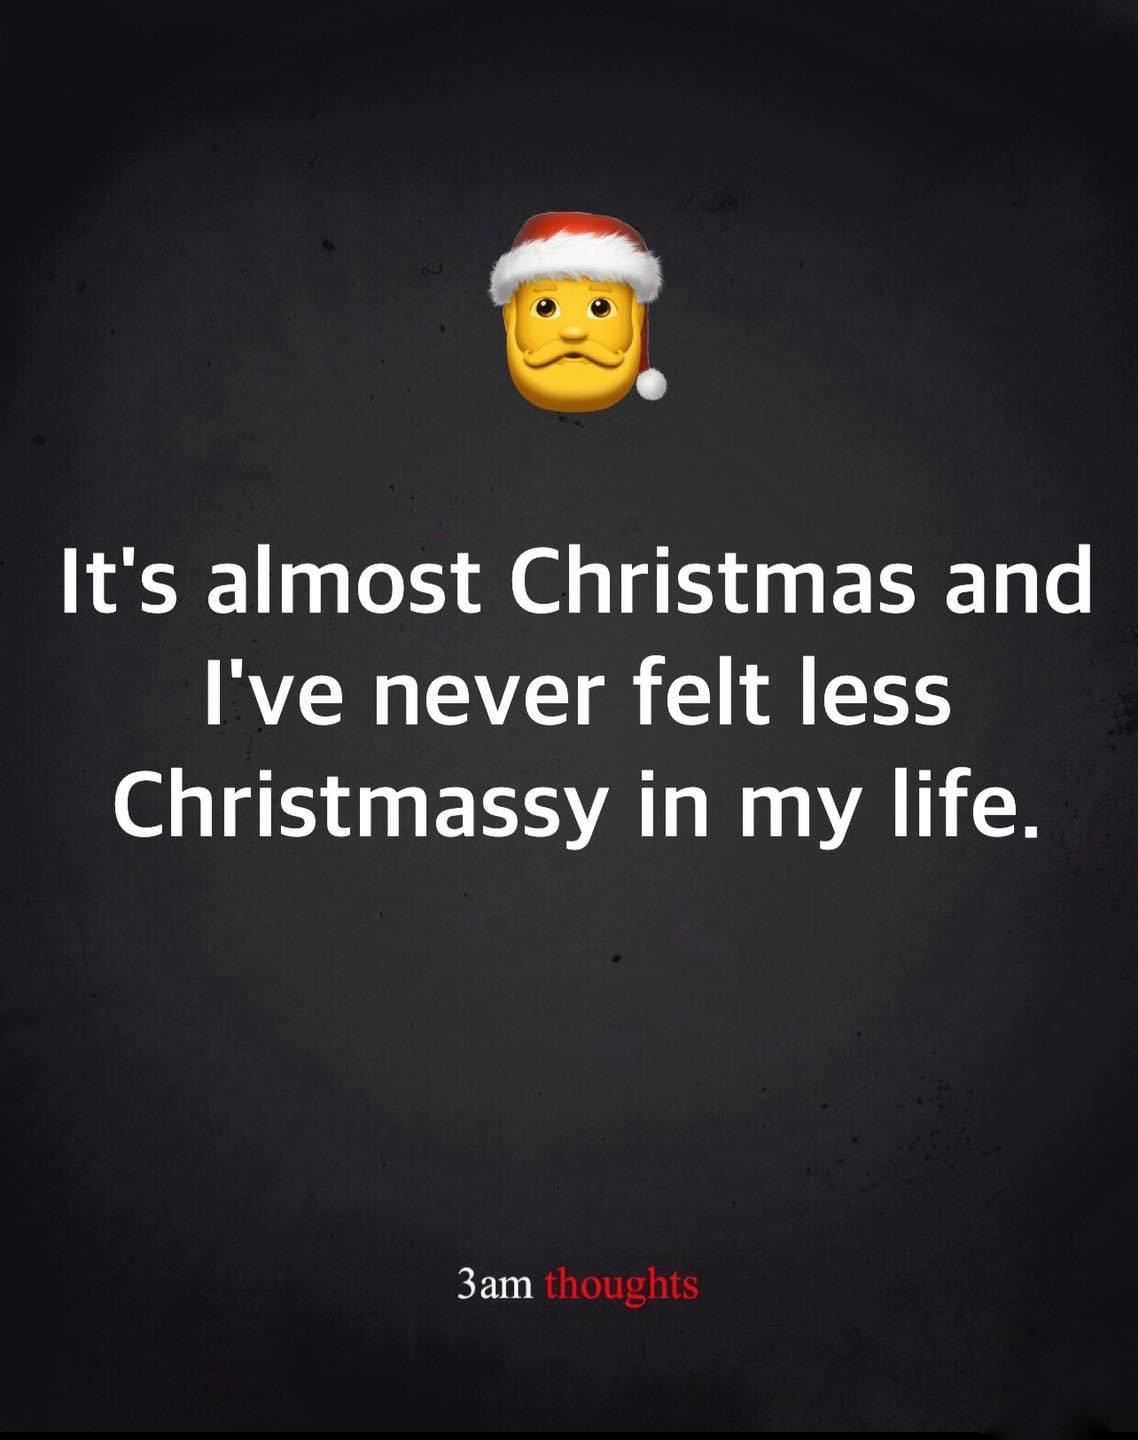 It's almost Christmas and
I've never felt less
Christmassy in my life.
3am thoughts